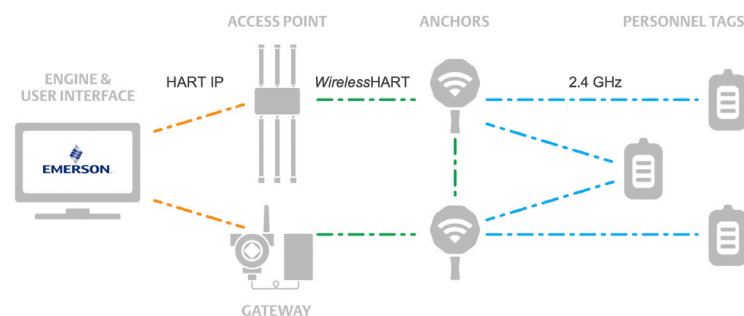 ACCESS POINT
ANCHORS
PERSONNEL TAGS
ENGINE &
USER INTERFACE
HART IP
WirelessHART
2.4 GHz
EMERSON
GATEWAY